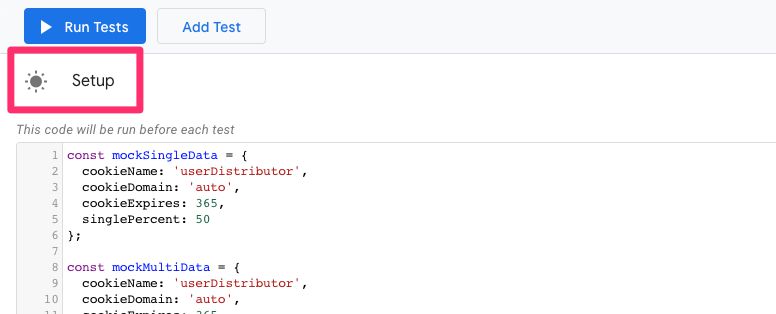 Run Tests
Add Test
Setup
This code will be run before each test
1 const mockSingleData = {
2 cookieName: 'userDistributor',
3 cookieDomain: 'auto',
4 cookieExpires: 365,
5 singlePercent: 50
6 };
7
8 const mockMultiData = {
9 cookieName: 'userDistributor',
10 cookieDomain: 'auto',